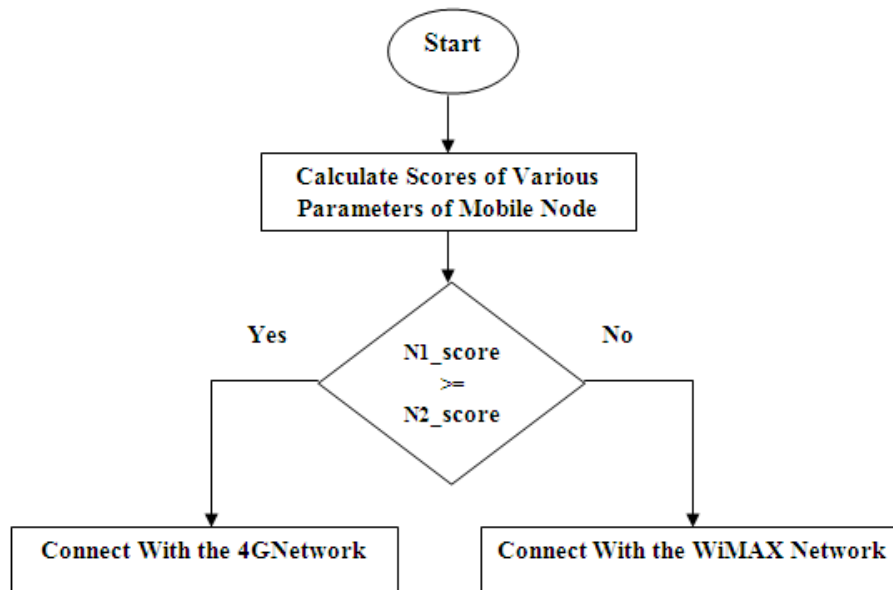 Start
Calculate Scores of Various
Parameters of Mobile Node
Yes
No
N1_score
>=
N2_score
Connect With the 4GNetwork
Connect With the WiMAX Network